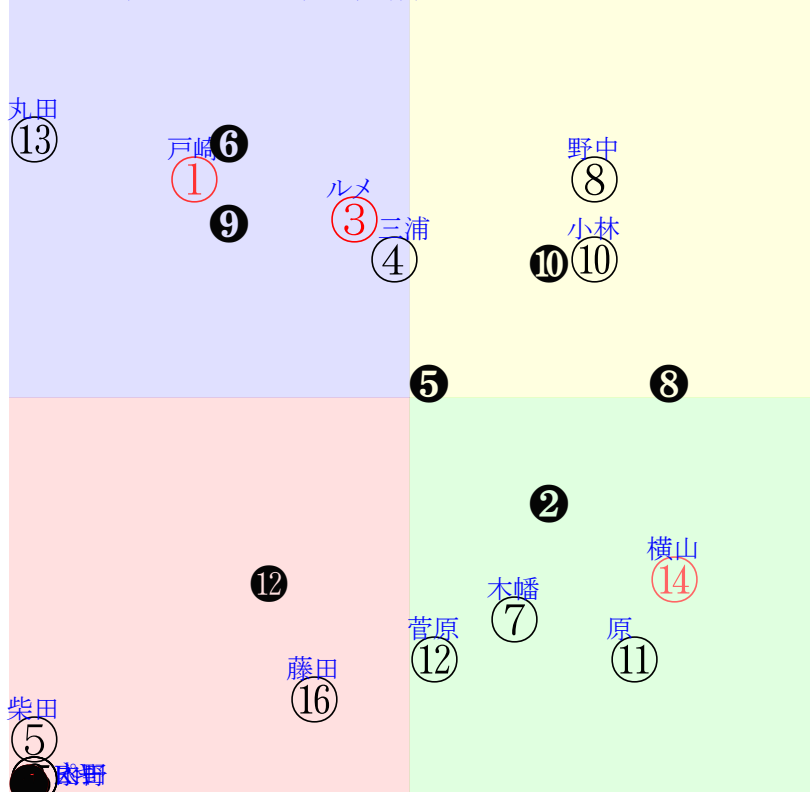 丸田
⑬
戸崎
❻
①
野中
⑧
ルメ
❾
③
三浦
④
小林
❿
⑩
❺
❽
❷
横山
⑭
⓬
木幡
⑦
菅原
⑫
原
⑪
藤田
⑯
柴田
⑤